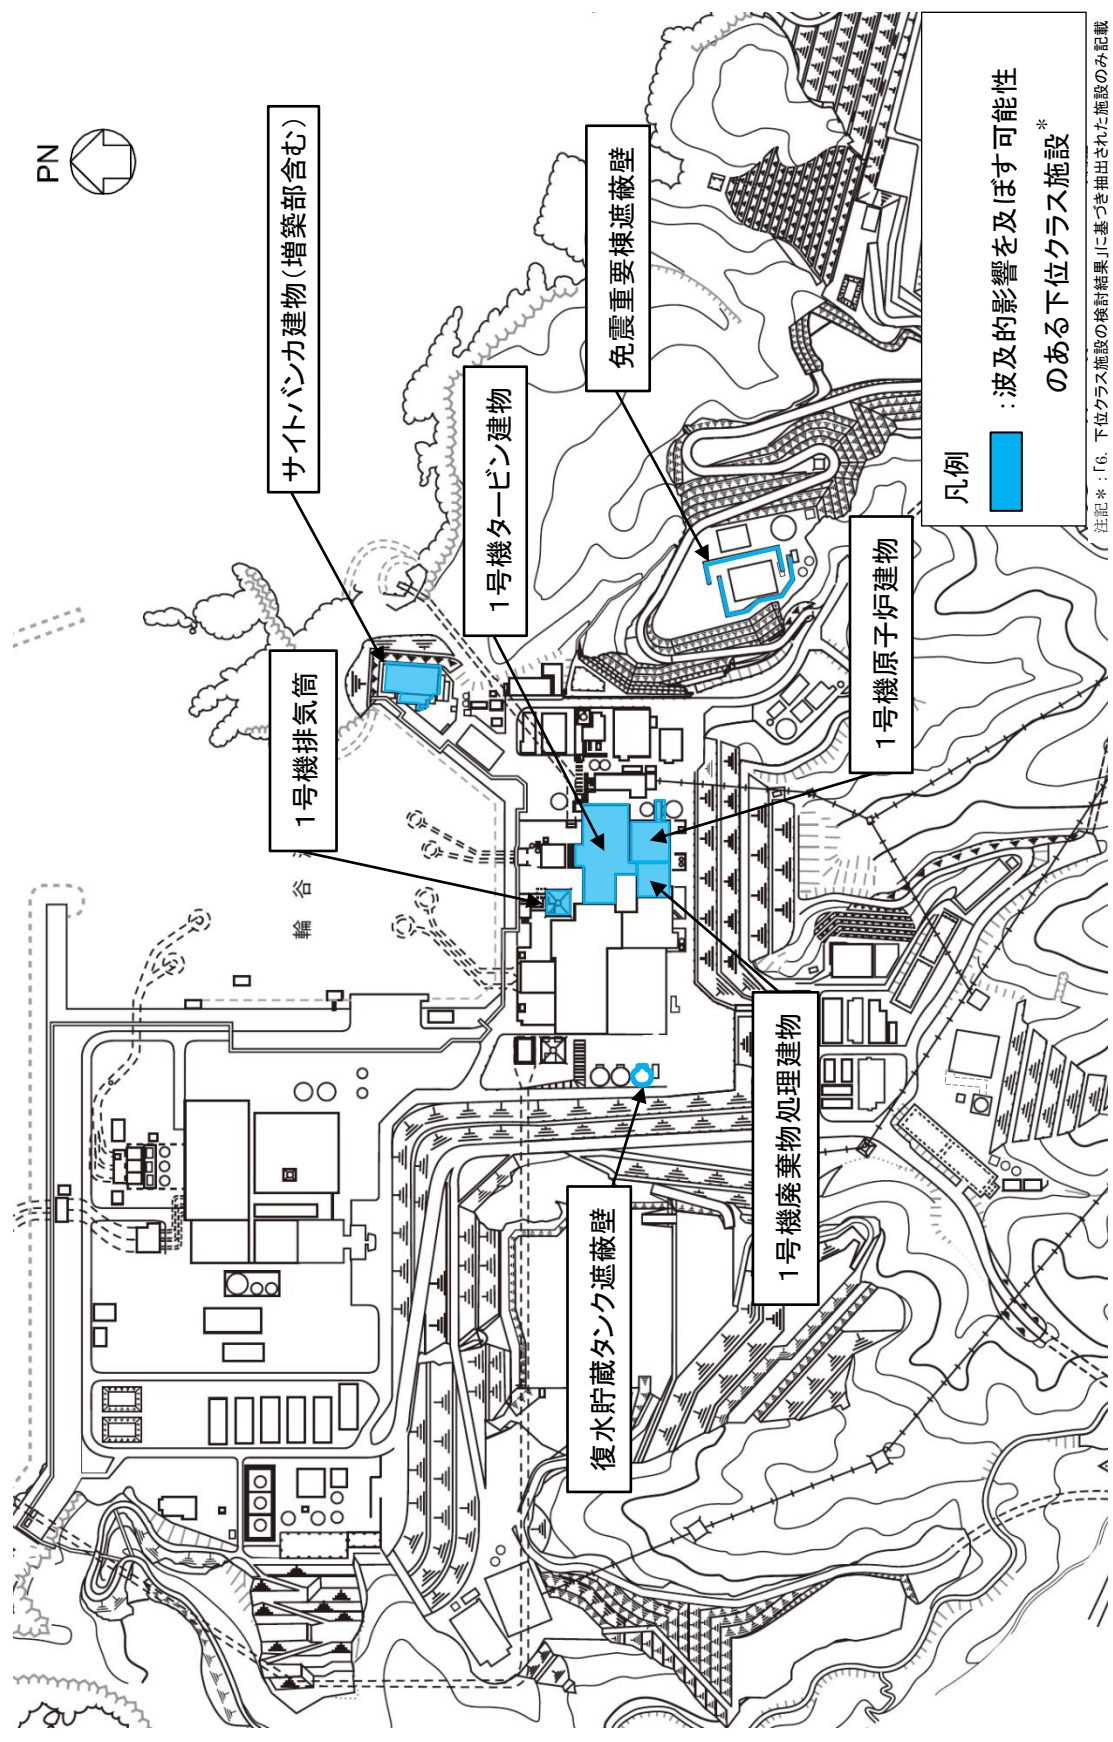 PN
サイトバンカ建物(増築部含む)
1号機排気筒
1号機タービン建物
免震重要棟遮蔽壁
輪谷
1号機原子炉建物
1号機廃棄物処理建物
復水貯蔵タンク遮蔽壁
凡例
:波及的影響を及ぼす可能性
のある下位クラス施設*
注記*:「6. 下位クラス施設の検討結果」に基づき抽出された施設のみ記載